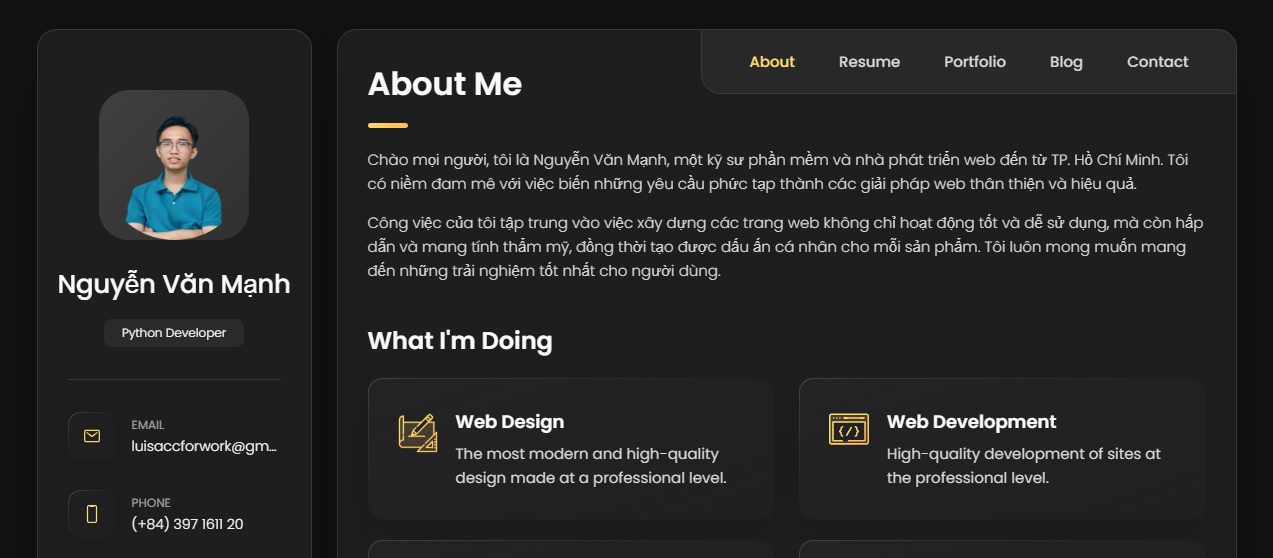 Nguyễn Văn Mạnh
Python Developer
EMAIL
luisaccforwork@gm...
PHONE
(+84) 397 1611 20
About
Resume
Portfolio
Blog
Contact
About Me
Chào mọi người, tôi là Nguyễn Văn Mạnh, một kỹ sư phần mềm và nhà phát triển web đến từ TP. Hồ Chí Minh. Tôi
có niềm đam mê với việc biến những yêu cầu phức tạp thành các giải pháp web thân thiện và hiệu quả.
Công việc của tôi tập trung vào việc xây dựng các trang web không chỉ hoạt động tốt và dễ sử dụng, mà còn hấp
dẫn và mang tính thẩm mỹ, đồng thời tạo được dấu ấn cá nhân cho mỗi sản phẩm. Tôi luôn mong muốn mang
đến những trải nghiệm tốt nhất cho người dùng.
What I'm Doing
Web Design
The most modern and high-quality
design made at a professional level.
Web Development
High-quality development of sites at
the professional level.